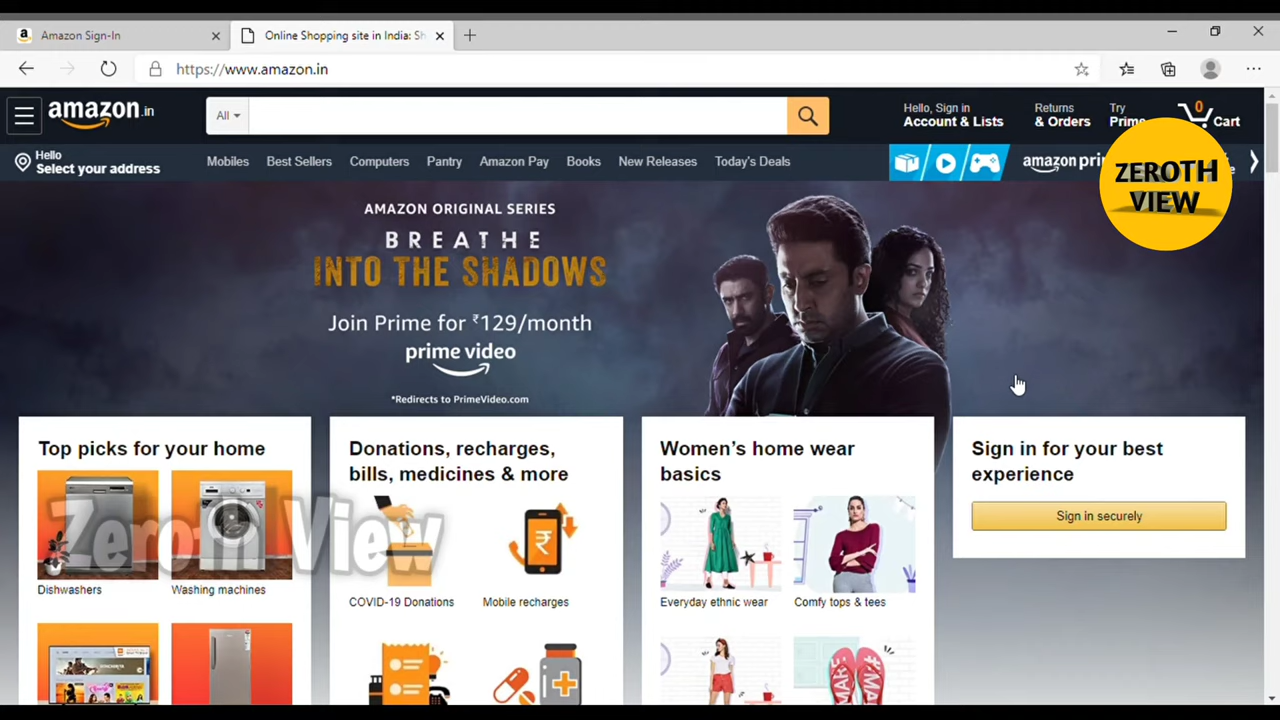 Amazon Sign-In
Online Shopping site in India: Sh
https://www.amazon.in
amazon.in
All
Hello, Sign in
Account & Lists
Returns
& Orders
Try
Prime
0
Cart
Hello
Select your address
Mobiles
Best Sellers
Computers
Pantry
Amazon Pay
Books
New Releases
Today's Deals
amazon prime
ZEROTH
VIEW
AMAZON ORIGINAL SERIES
BREATHE
INTO THE SHADOWS
Join Prime for ₹129/month
prime video
*Redirects to PrimeVideo.com
Top picks for your home
Dishwashers
Washing machines
Donations, recharges,
bills, medicines & more
COVID-19 Donations
Mobile recharges
Women's home wear
basics
Everyday ethnic wear
Comfy tops & tees
Sign in for your best
experience
Sign in securely
Zeroth View